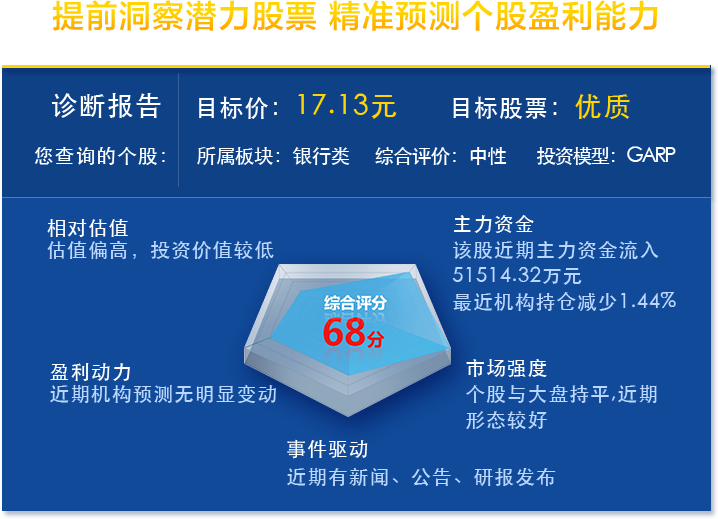 提前洞察潜力股票 精准预测个股盈利能力
诊断报告
目标价：17.13元
目标股票：优质
您查询的个股：
所属板块：银行类
综合评价：中性
投资模型：GARP
相对估值
估值偏高，投资价值较低
主力资金
该股近期主力资金流入
51514.32万元
最近机构持仓减少1.44%
综合评分
68分
盈利动力
近期机构预测无明显变动
市场强度
个股与大盘持平,近期
形态较好
事件驱动
近期有新闻、公告、研报发布